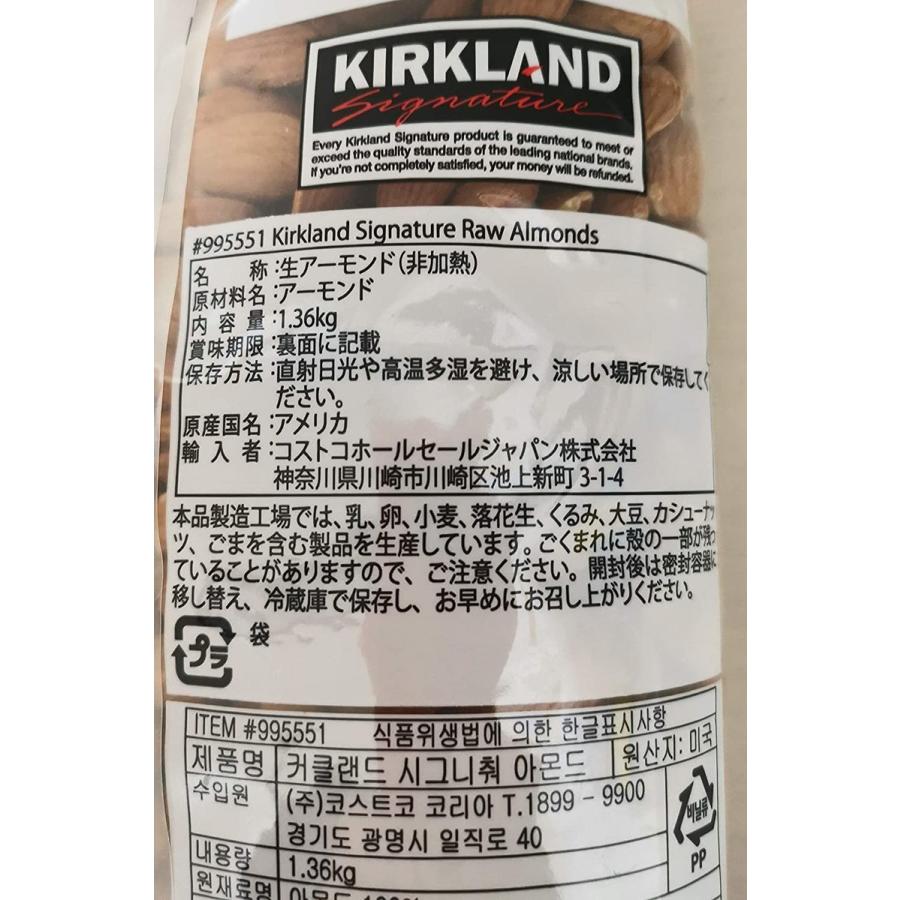 KIRKLAND
Signature
Every Kirkland Signature product is guaranteed to meet or
exceed the quality standards of the leading national brands.
If you're not completely satisfied, your money will be refunded.
#995551 Kirkland Signature Raw Almonds
名 称:生アーモンド(非加熱)
原材料名:アーモンド
内 容 量:1.36kg
賞味期限:裏面に記載
保存方法:直射日光や高温多湿を避け、涼しい場所で保存してく
ださい。
原産国名:アメリカ
輸 入 者:コストコホールセールジャパン株式会社
神奈川県川崎市川崎区池上新町 3-1-4
本品製造工場では、乳、卵、小麦、落花生、くるみ、大豆、カシューナッ
ツ、ごまを含む製品を生産しています。ごくまれに殻の一部が残っ
ていることがありますので、ご注意ください。開封後は密封容器に
移し替え、冷蔵庫で保存し、お早めにお召し上がりください。
プラ 袋
ITEM #995551 식품위생법에 의한 한글표시사항
제품명 커클랜드 시그니춰 아몬드 원산지: 미국
수입원 (주)코스트코 코리아 T.1899 - 9900
경기도 광명시 일직로 40
비닐류
PP
내용량 1.36kg
원재료명 아몬드 100%